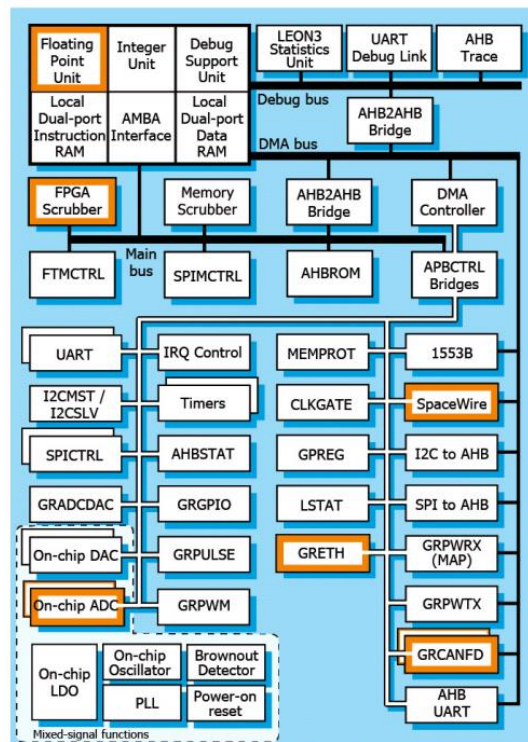 Floating
Point
Unit
Integer
Unit
Debug
Support
Unit
LEON3
Statistics
Unit
UART
Debug Link
AHB
Trace
Local
Dual-port
Instruction
RAM
AMBA
Interface
Local
Dual-port
Data
RAM
Debug bus
AHB2AHB
Bridge
DMA bus
FPGA
Scrubber
Memory
Scrubber
AHB2AHB
Bridge
DMA
Controller
Main
bus
FTMCTRL
SPIMCTRL
AHBROM
APBCTRL
Bridges
UART
IRQ Control
MEMPROT
1553B
I2CMST /
I2CSLV
Timers
CLKGATE
SpaceWire
SPICTRL
AHBSTAT
GPREG
I2C to AHB
GRADCDAC
GRGPIO
LSTAT
SPI to AHB
On-chip DAC
GRPULSE
GRETH
GRPWRX
(MAP)
On-chip ADC
GRPWM
GRPWTX
GRCANFD
AHB
UART
On-chip
LDO
On-chip
Oscillator
Brownout
Detector
PLL
Power-on
reset
Mixed-signal functions